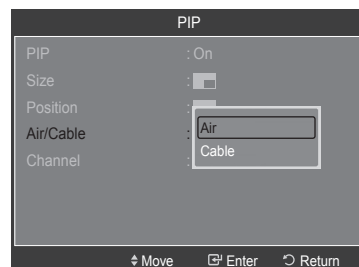 PIP
PIP : On
Size :
Position :
Air/Cable : Air
Cable
Channel :
Move Enter Return